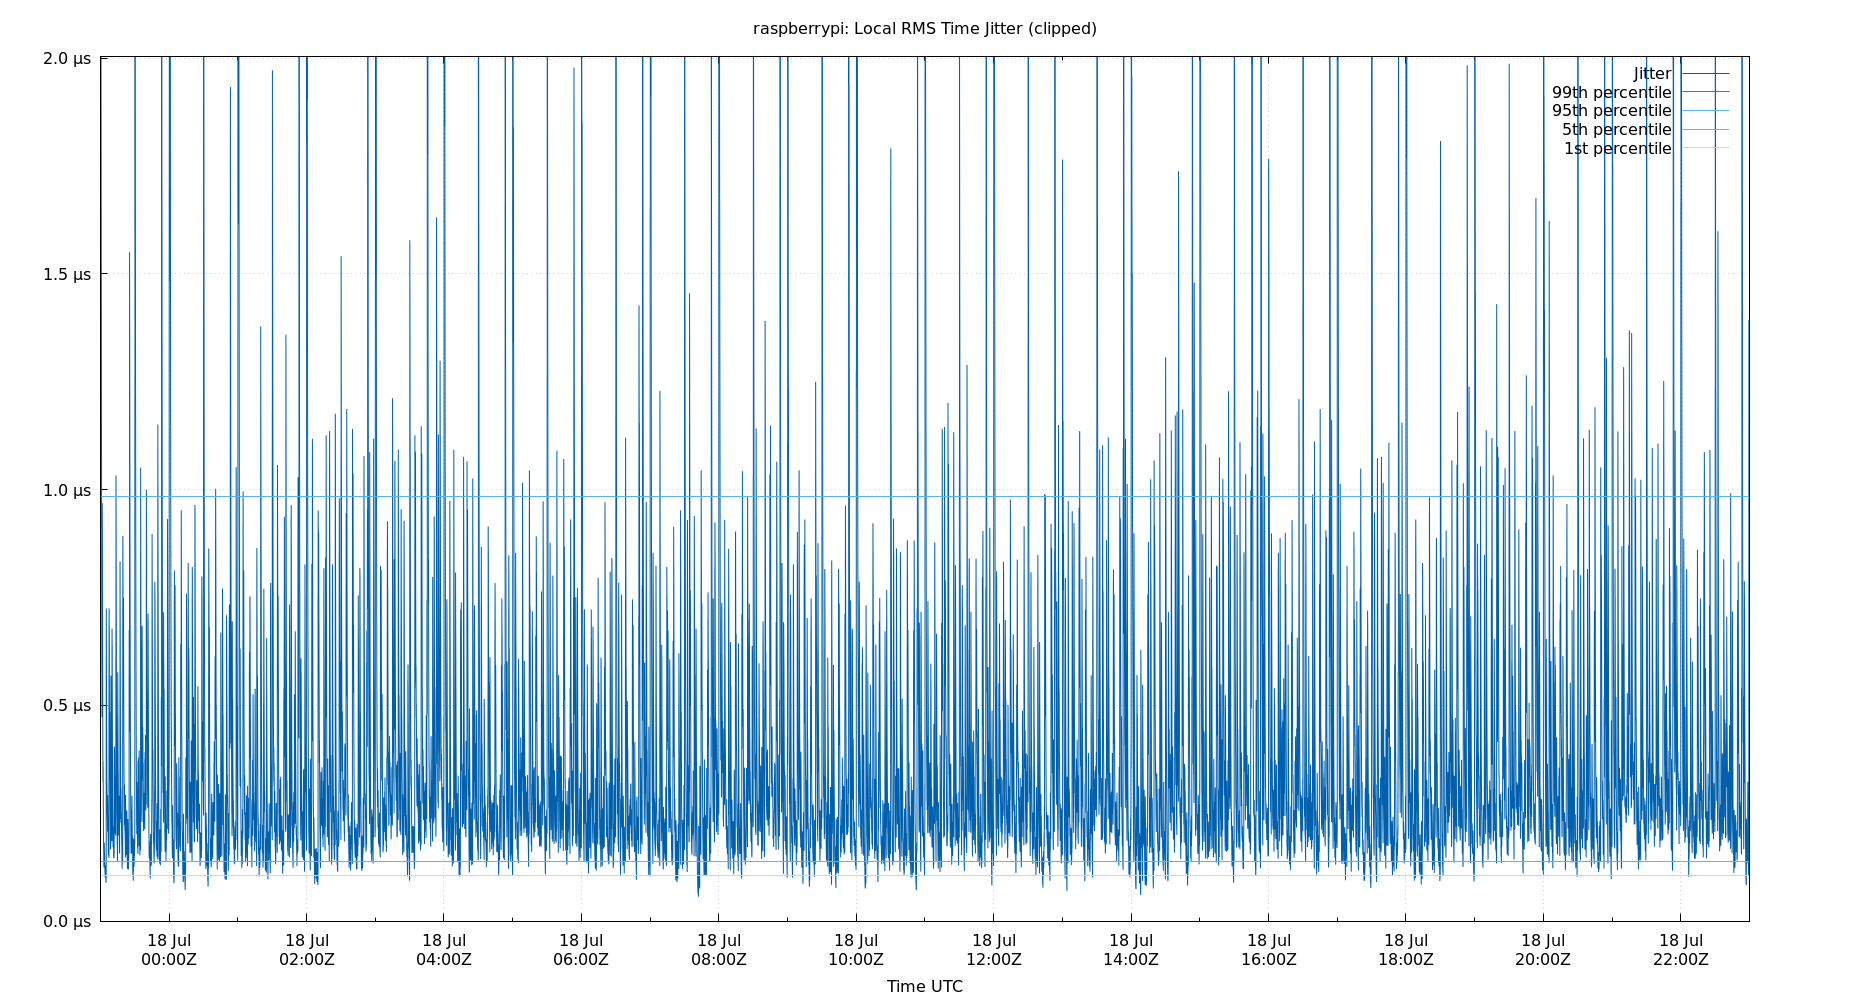 raspberrypi: Local RMS Time Jitter (clipped)
2.0 µs
1.5 µs
1.0 µs
0.5 µs
0.0 µs
Jitter
99th percentile
95th percentile
5th percentile
1st percentile
18 Jul 18 Jul 18 Jul 18 Jul 18 Jul 18 Jul 18 Jul 18 Jul 18 Jul 18 Jul 18 Jul 18 Jul
00:00Z 02:00Z 04:00Z 06:00Z 08:00Z 10:00Z 12:00Z 14:00Z 16:00Z 18:00Z 20:00Z 22:00Z
Time UTC